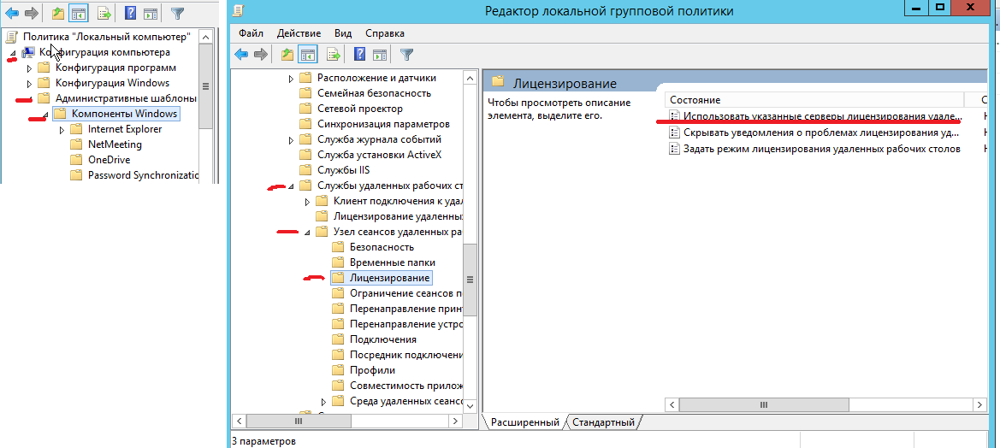 Политика "Локальный компьютер"
Конфигурация компьютера
Конфигурация программ
Конфигурация Windows
Административные шаблоны
Компоненты Windows
Internet Explorer
NetMeeting
OneDrive
Password Synchronizatio
Редактор локальной групповой политики
Файл Действие Вид Справка
Расположение и датчики
Семейная безопасность
Сетевой проектор
Синхронизация параметров
Служба журнала событий
Служба установки ActiveX
Службы IIS
Службы удаленных рабочих ст
Клиент подключения к удал
Лицензирование удаленны
Узел сеансов удаленных ра
Безопасность
Временные папки
Лицензирование
Ограничение сеансов п
Перенаправление принт
Перенаправление устро
Подключения
Посредник подключени
Профили
Совместимость прилож
Среда удаленных сеансо
Лицензирование
Чтобы просмотреть описание
элемента, выделите его.
Состояние С
Использовать указанные серверы лицензирования удале... Н
Скрывать уведомления о проблемах лицензирования уд... Н
Задать режим лицензирования удаленных рабочих столов Н
Расширенный Стандартный
3 параметров